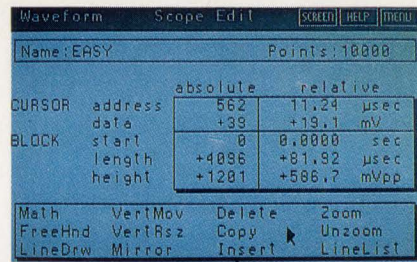 Waveform Scope Edit SCREEN HELP MENU
Name:EASY Points:10000
absolute relative
CURSOR address 562 11.24 µsec
data +39 +19.1 mV
BLOCK start 0 0.0000 sec
length +4096 +81.92 µsec
height +1201 +586.7 mVpp
Math VertMov Delete Zoom
FreeHnd VertRsz Copy Unzoom
LineDrw Mirror Insert LineList